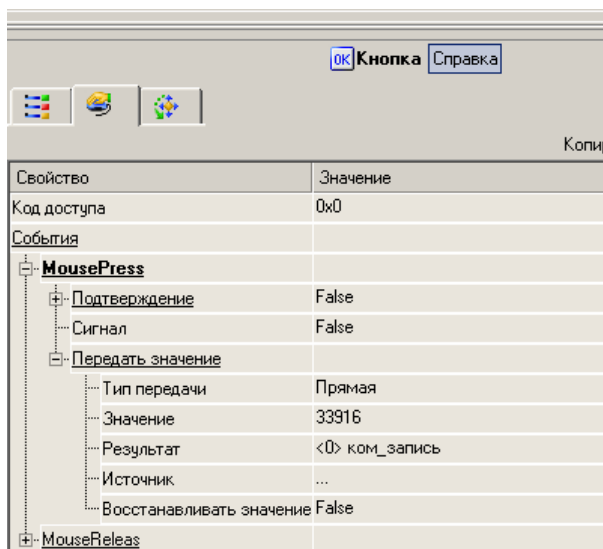 OK Кнопка Справка
Копи
Свойство Значение
Код доступа 0x0
События
MousePress
Подтверждение False
Сигнал False
Передать значение
Тип передачи Прямая
Значение 33916
Результат <0> ком_запись
Источник ...
Восстанавливать значение False
MouseReleas